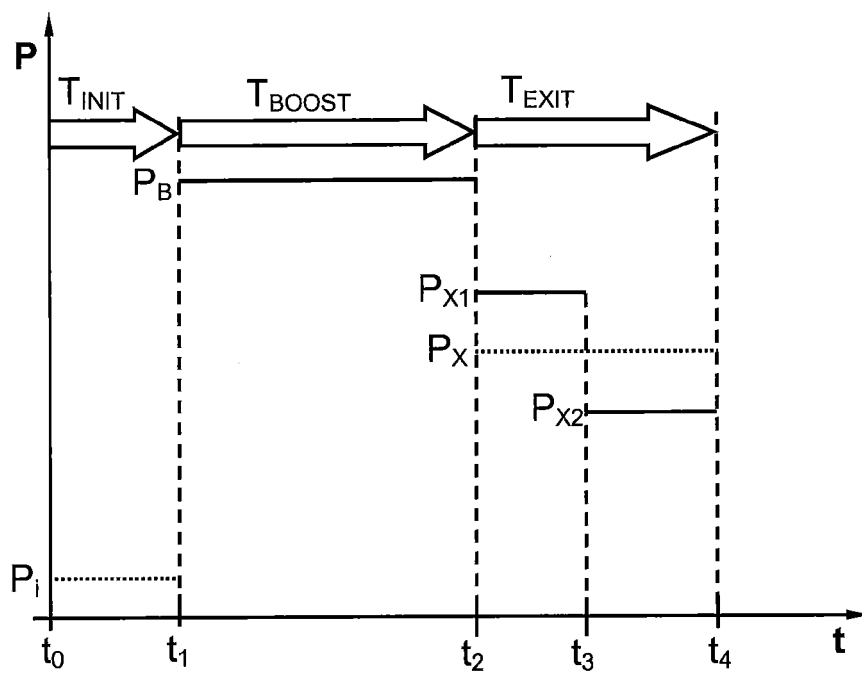 P
T_INIT
T_BOOST
T_EXIT
P_B
P_X1
P_X
P_X2
P_i
t_0 t_1 t_2 t_3 t_4 t